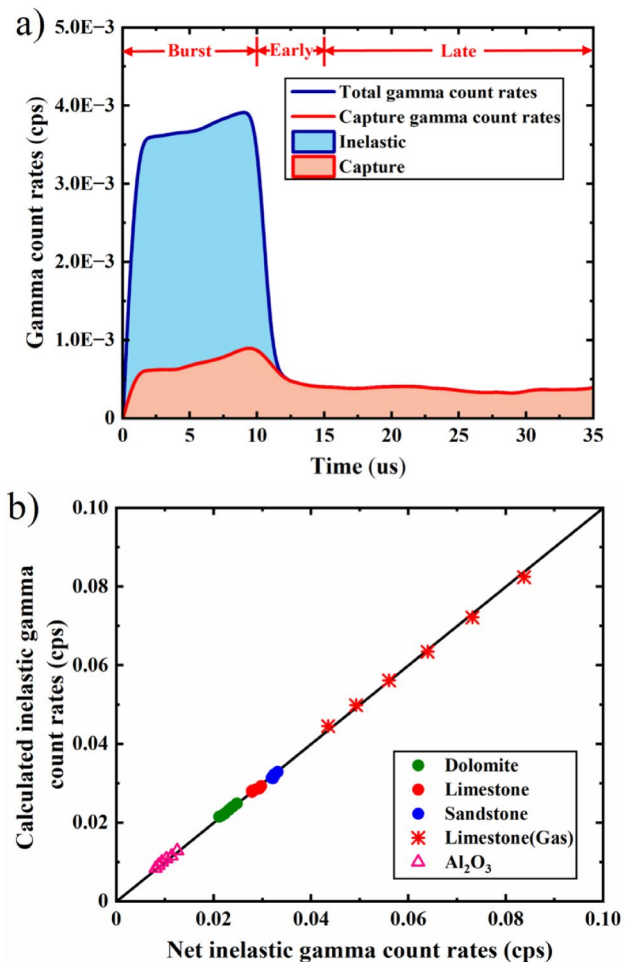 a)
5.0E−3
4.0E−3
3.0E−3
2.0E−3
1.0E−3
0
Gamma count rates (cps)
Burst
Early
Late
Total gamma count rates
Capture gamma count rates
Inelastic
Capture
0 5 10 15 20 25 30 35
Time (us)
b)
0.10
0.08
0.06
0.04
0.02
0
Calculated inelastic gamma
count rates (cps)
Dolomite
Limestone
Sandstone
Limestone(Gas)
Al₂O₃
0 0.02 0.04 0.06 0.08 0.10
Net inelastic gamma count rates (cps)